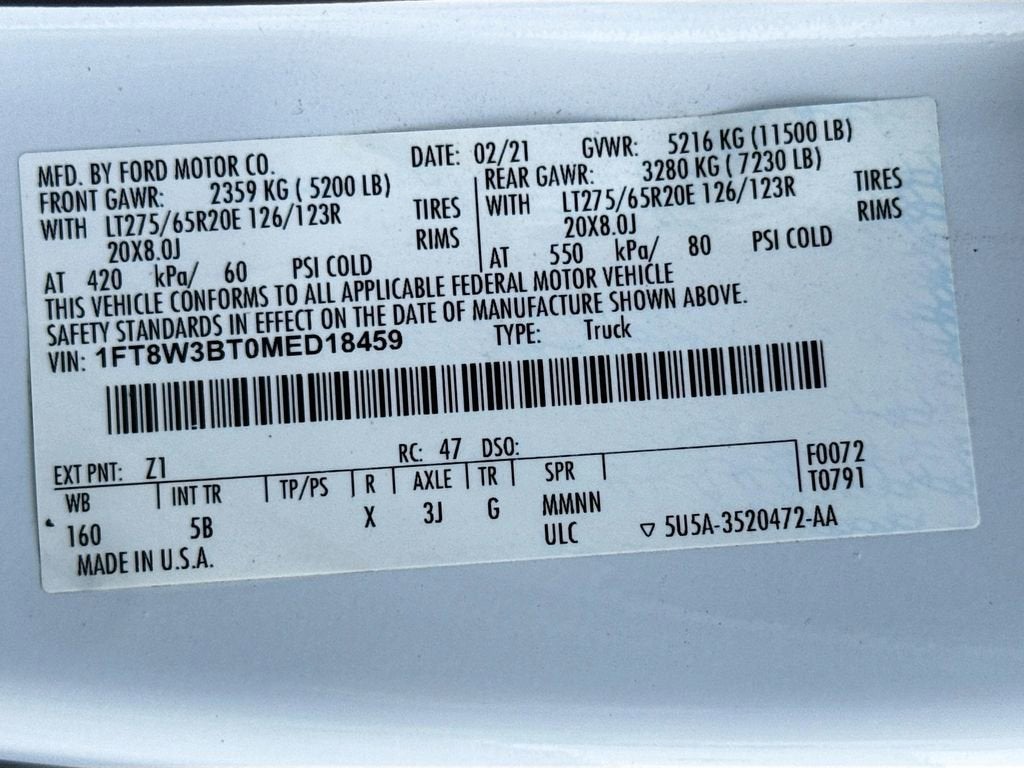 MFD. BY FORD MOTOR CO. DATE: 02/21 GVWR: 5216 KG (11500 LB)
FRONT GAWR: 2359 KG ( 5200 LB) REAR GAWR: 3280 KG ( 7230 LB)
WITH LT275/65R20E 126/123R TIRES WITH LT275/65R20E 126/123R TIRES
20X8.0J RIMS 20X8.0J RIMS
AT 420 kPa/ 60 PSI COLD AT 550 kPa/ 80 PSI COLD
THIS VEHICLE CONFORMS TO ALL APPLICABLE FEDERAL MOTOR VEHICLE
SAFETY STANDARDS IN EFFECT ON THE DATE OF MANUFACTURE SHOWN ABOVE.
VIN: 1FT8W3BT0MED18459 TYPE: Truck
EXT PNT: Z1 RC: 47 DSO: F0072
WB INT TR TP/PS R AXLE TR SPR T0791
160 5B X 3J G MMNN
ULC ▽ 5U5A-3520472-AA
MADE IN U.S.A.